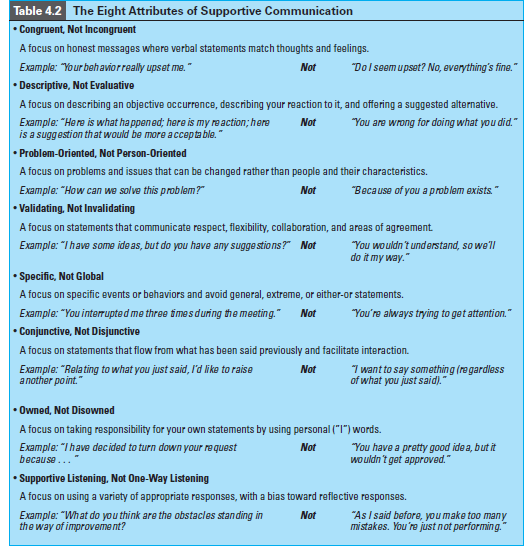 Table 4.2 The Eight Attributes of Supportive Communication
• Congruent, Not Incongruent
A focus on honest messages where verbal statements match thoughts and feelings.
Example: "Your behavior really upset me." Not "Do I seem upset? No, everything's fine."
• Descriptive, Not Evaluative
A focus on describing an objective occurrence, describing your reaction to it, and offering a suggested alternative.
Example: "Here is what happened; here is my reaction; here Not "You are wrong for doing what you did."
is a suggestion that would be more acceptable."
• Problem-Oriented, Not Person-Oriented
A focus on problems and issues that can be changed rather than people and their characteristics.
Example: "How can we solve this problem?" Not "Because of you a problem exists."
• Validating, Not Invalidating
A focus on statements that communicate respect, flexibility, collaboration, and areas of agreement.
Example: "I have some ideas, but do you have any suggestions?" Not "You wouldn't understand, so we'll
do it my way."
• Specific, Not Global
A focus on specific events or behaviors and avoid general, extreme, or either-or statements.
Example: "You interrupted me three times during the meeting." Not "You're always trying to get attention."
• Conjunctive, Not Disjunctive
A focus on statements that flow from what has been said previously and facilitate interaction.
Example: "Relating to what you just said, I'd like to raise Not "I want to say something (regardless
another point." of what you just said)."
• Owned, Not Disowned
A focus on taking responsibility for your own statements by using personal ("I") words.
Example: "I have decided to turn down your request Not "You have a pretty good idea, but it
because . . . " wouldn't get approved."
• Supportive Listening, Not One-Way Listening
A focus on using a variety of appropriate responses, with a bias toward reflective responses.
Example: "What do you think are the obstacles standing in Not "As I said before, you make too many
the way of improvement? mistakes. You're just not performing."